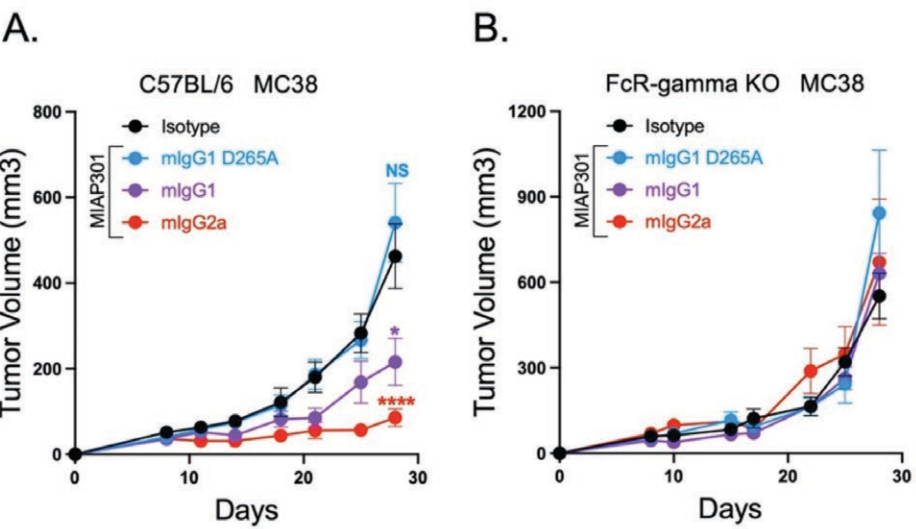 A.
C57BL/6 MC38
Tumor Volume (mm3)
800
600
400
200
0
Isotype
MIAP301
mIgG1 D265A
mIgG1
mIgG2a
NS
*
****
0
10
20
30
Days
B.
FcR-gamma KO MC38
Tumor Volume (mm3)
1200
900
600
300
0
Isotype
MIAP301
mIgG1 D265A
mIgG1
mIgG2a
0
10
20
30
Days